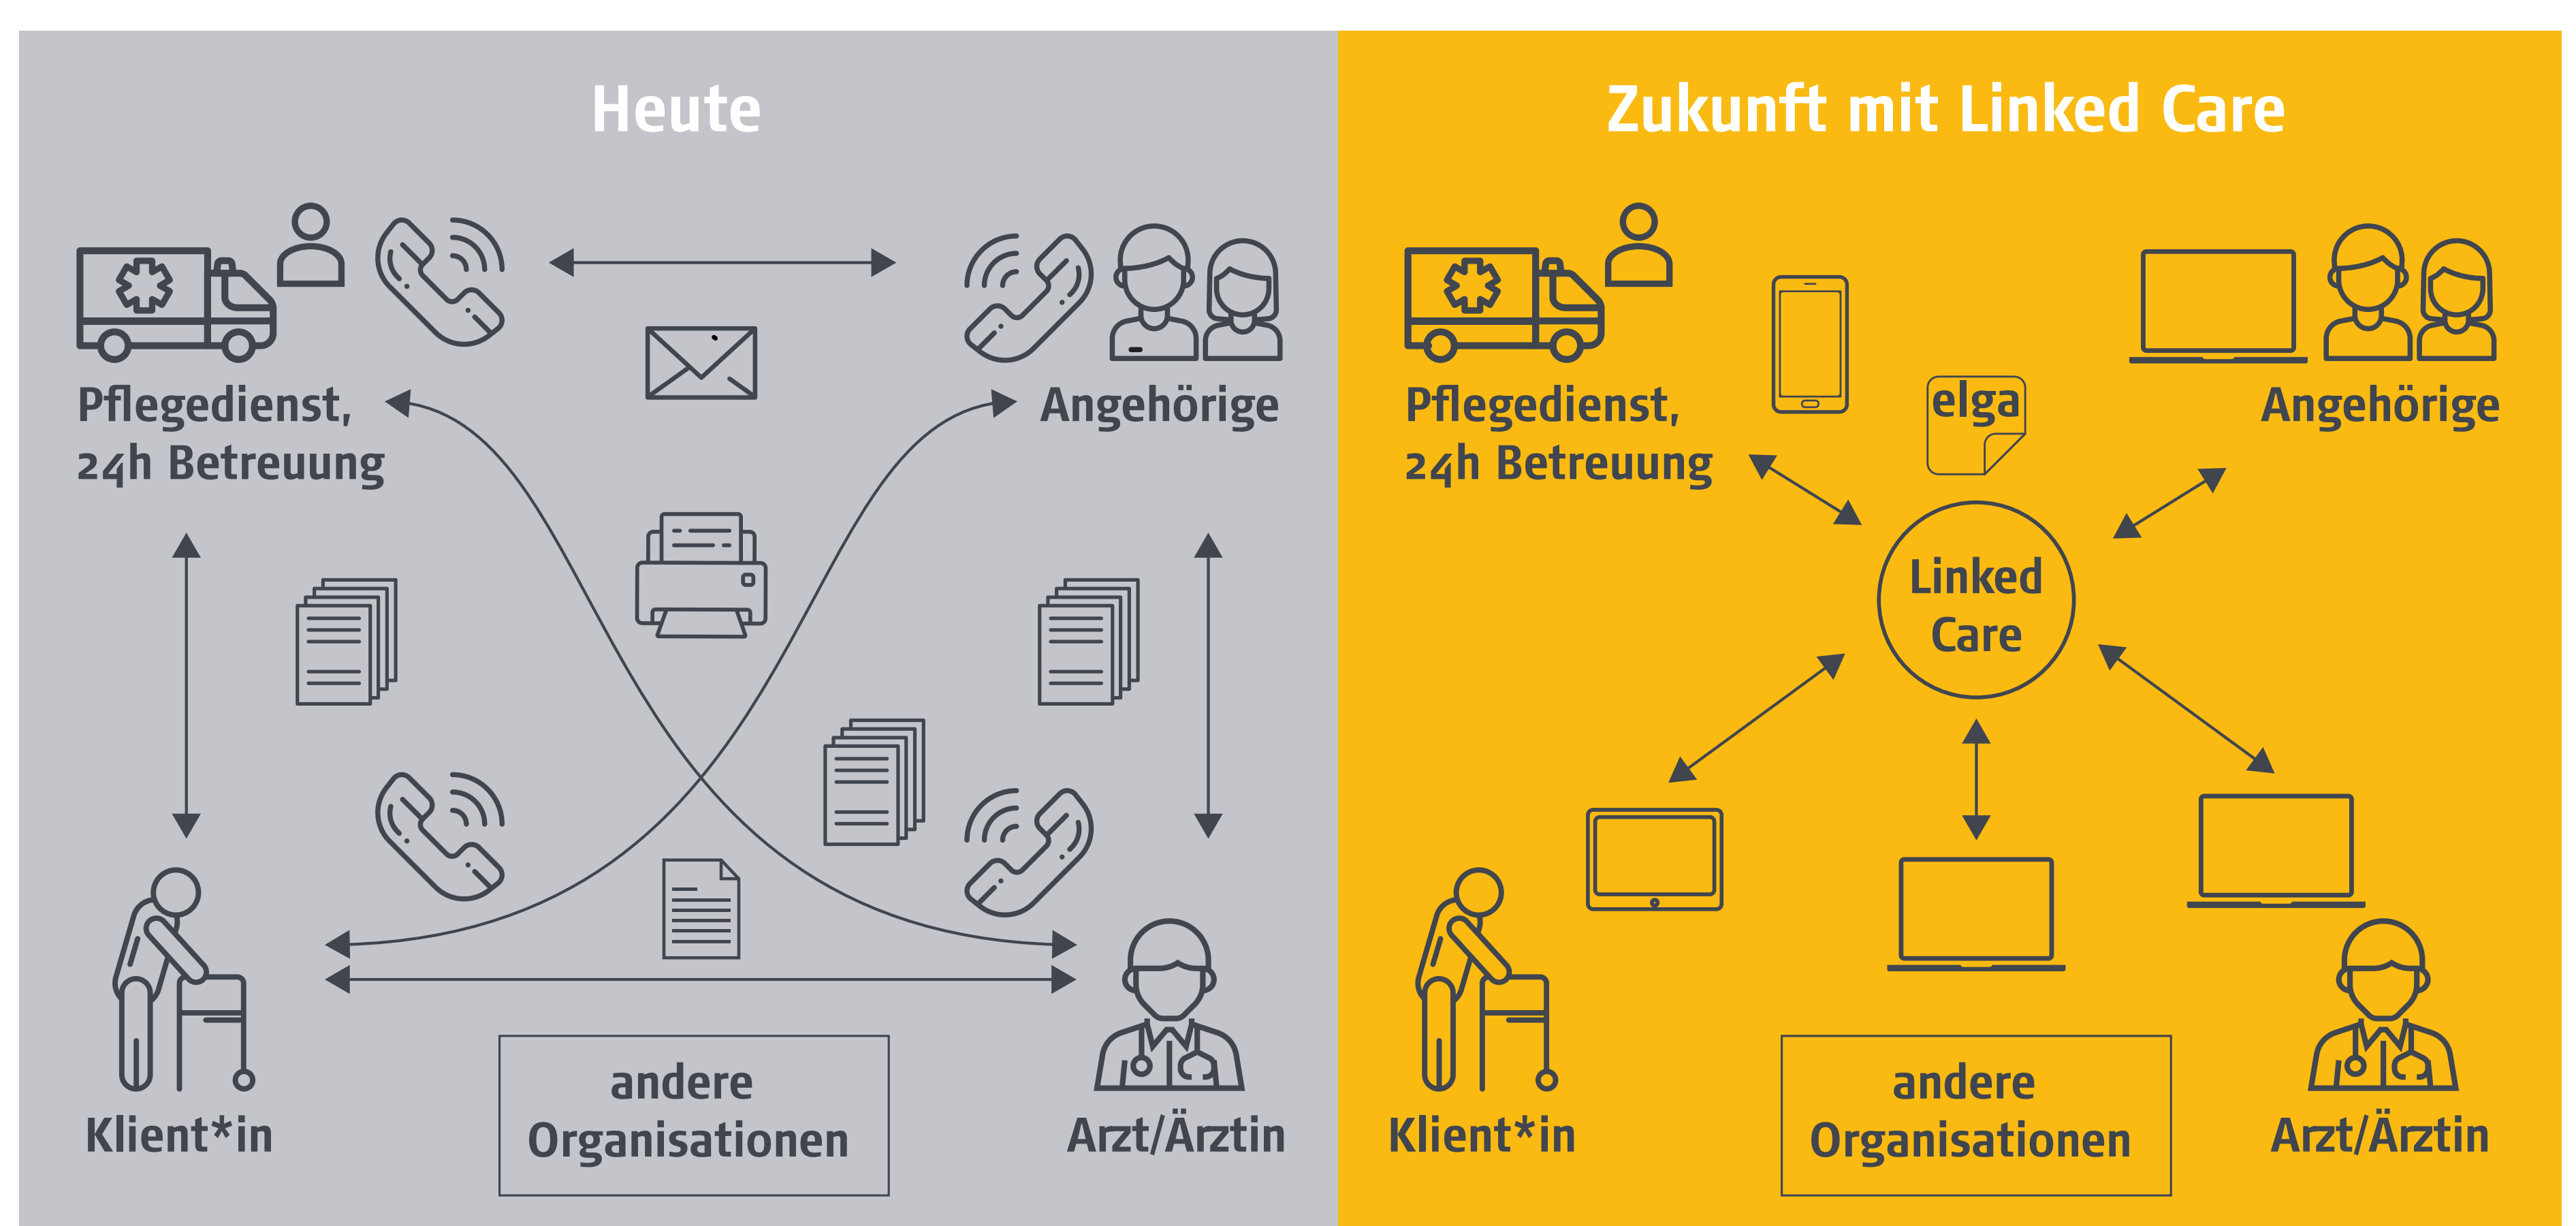 Heute
Pflegedienst,
24h Betreuung
Angehörige
Klient*in
andere
Organisationen
Arzt/Ärztin
Zukunft mit Linked Care
Pflegedienst,
24h Betreuung
elga
Angehörige
Linked
Care
Klient*in
andere
Organisationen
Arzt/Ärztin